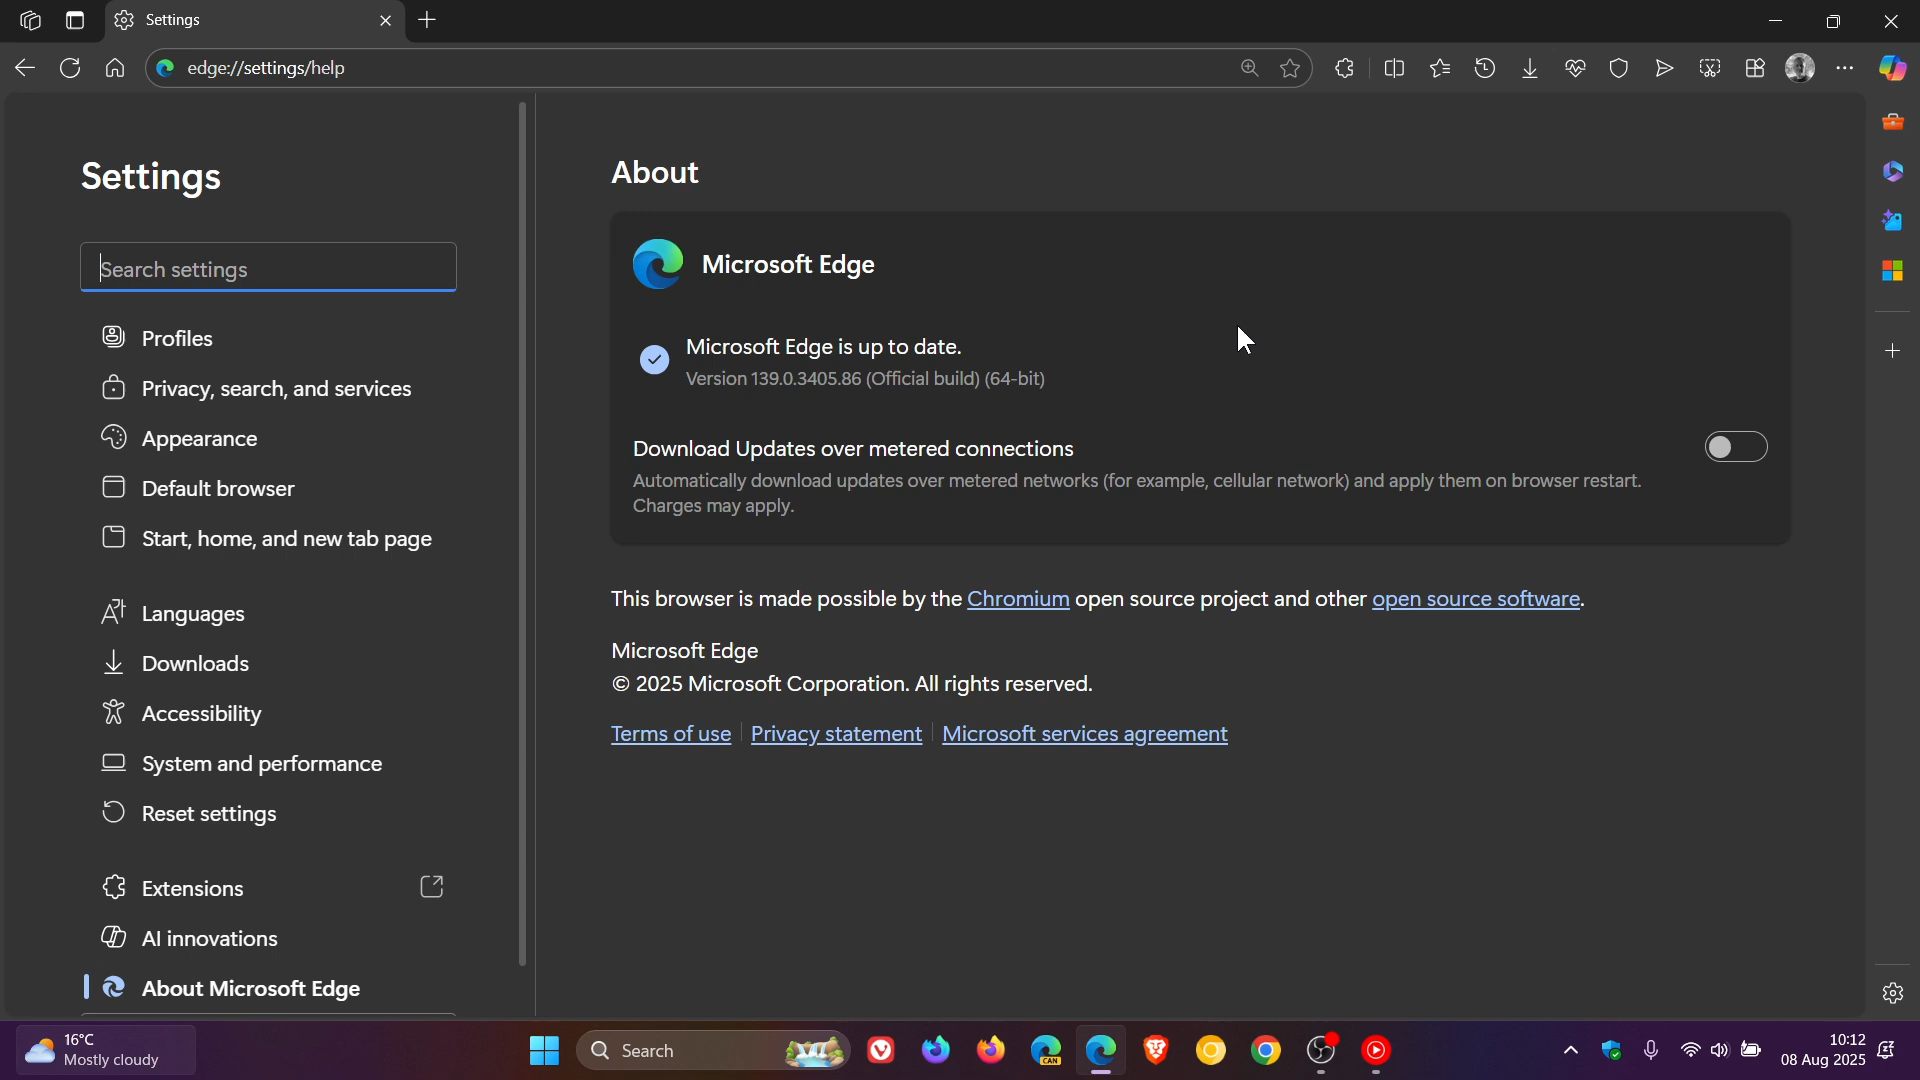 Settings
edge://settings/help
Settings
Search settings
Profiles
Privacy, search, and services
Appearance
Default browser
Start, home, and new tab page
Languages
Downloads
Accessibility
System and performance
Reset settings
Extensions
AI innovations
About Microsoft Edge
About
Microsoft Edge
Microsoft Edge is up to date.
Version 139.0.3405.86 (Official build) (64-bit)
Download Updates over metered connections
Automatically download updates over metered networks (for example, cellular network) and apply them on browser restart.
Charges may apply.
This browser is made possible by the Chromium open source project and other open source software.
Microsoft Edge
© 2025 Microsoft Corporation. All rights reserved.
Terms of use
Privacy statement
Microsoft services agreement
16°C
Mostly cloudy
Search
CAN
10:12
08 Aug 2025